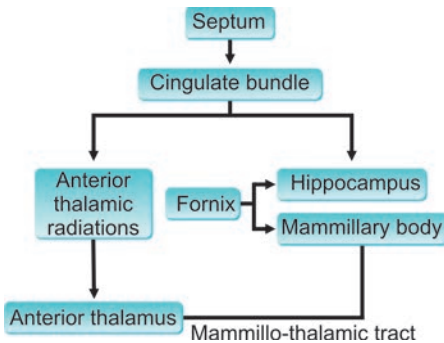 Septum
Cingulate bundle
Anterior
thalamic
radiations
Fornix
Hippocampus
Mammillary body
Anterior thalamus
Mammillo-thalamic tract